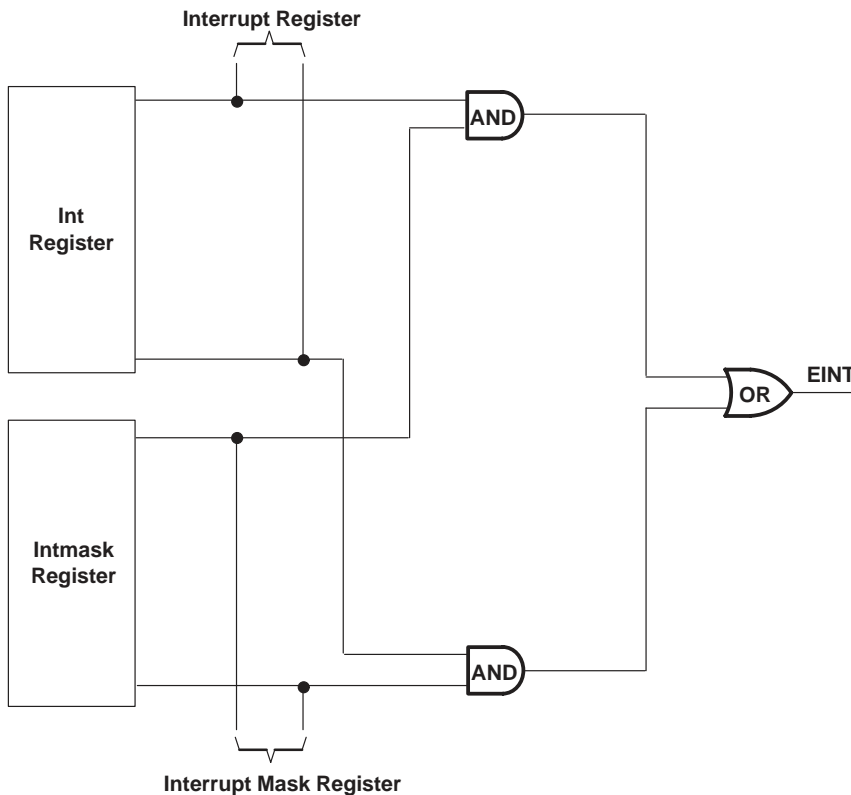 Interrupt Register
AND
Int
Register
EINT
OR
Intmask
Register
AND
Interrupt Mask Register